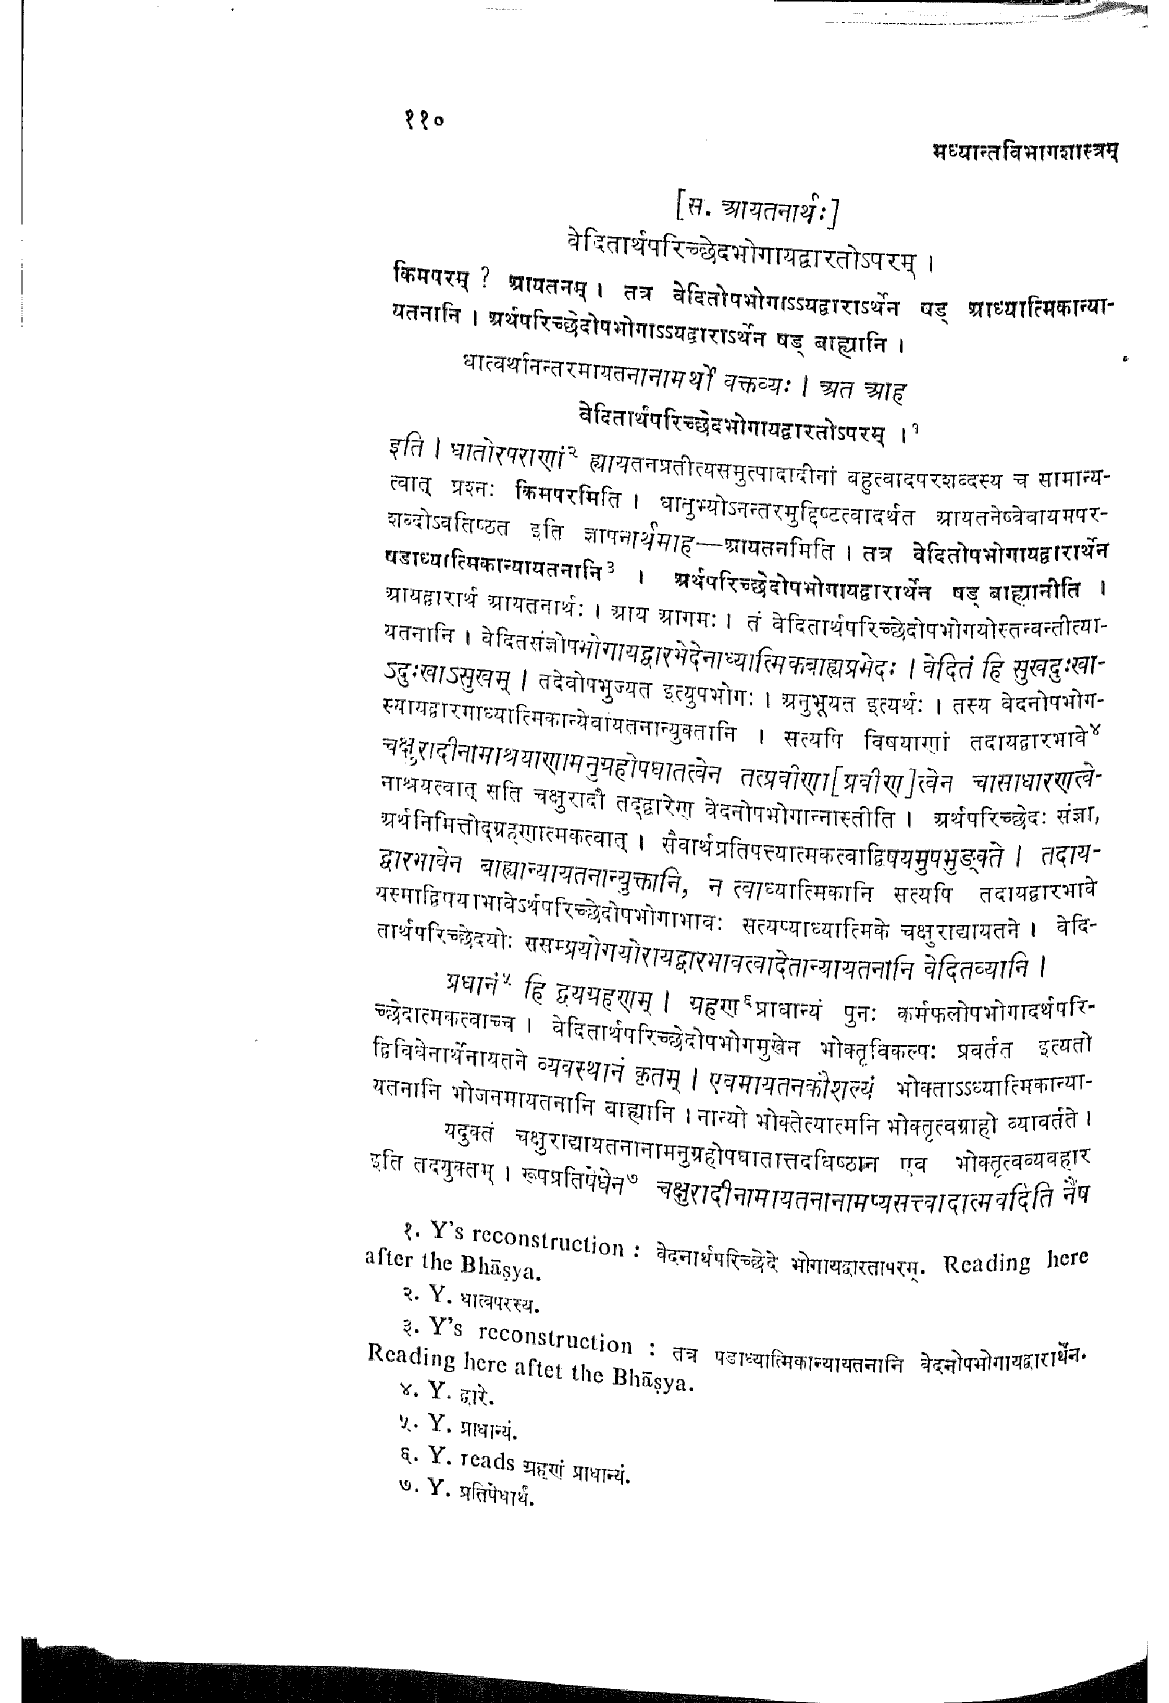 ११०
मध्यान्तविभागशास्त्रम्
[स. आयतनार्थः]
वेदितार्थपरिच्छेदभोगायद्वारतोऽपरम् ।
किमपरम् ? आयतनम् । तत्र वेदितोपभोगाऽऽयद्वाराऽर्थेन षड् आध्यात्मिकान्या-
यतनानि । अर्थपरिच्छेदोपभोगाऽऽयद्वाराऽर्थेन षड् बाह्यानि ।
धात्वर्थानन्तरमायतनानामर्थो वक्तव्यः । अत आह
वेदितार्थपरिच्छेदभोगायद्वारतोऽपरम् ।१
इति । धातोरपराणां२ ह्यायतनप्रतीत्यसमुत्पादादीनां बहुत्वादपरशब्दस्य च सामान्य-
त्वात् प्रश्नः किमपरमिति । धातुभ्योऽनन्तरमुद्दिष्टत्वादर्थत आयतनेष्वेवायमपर-
शब्दोऽवतिष्ठत इति ज्ञापनार्थमाह—आयतनमिति । तत्र वेदितोपभोगायद्वारार्थेन
षडाध्यात्मिकान्यायतनानि३ । अर्थपरिच्छेदोपभोगायद्वारार्थेन षड् बाह्यानीति ।
आयद्वारार्थ आयतनार्थः । आय आगमः । तं वेदितार्थपरिच्छेदोपभोगयोस्तन्वन्तीत्या-
यतनानि । वेदितसंज्ञोपभोगायद्वारभेदेनाध्यात्मिकबाह्यप्रभेदः । वेदितं हि सुखदुःखा-
ऽदुःखाऽसुखम् । तदेवोपभुज्यत इत्युपभोगः । अनुभूयत इत्यर्थः । तस्य वेदनोपभोग-
स्यायद्वारमाध्यात्मिकान्येवायतनान्युक्तानि । सत्यपि विषयाणां तदायद्वारभावे४
चक्षुरादीनामाश्रयाणामनुग्रहोपघातत्वेन तत्प्रवीणा[प्रवीण]त्वेन चासाधारणत्वे-
नाश्रयत्वात् सति चक्षुरादौ तद्द्वारेण वेदनोपभोगान्नास्तीति । अर्थपरिच्छेदः संज्ञा,
अर्थनिमित्तोद्ग्रहणात्मकत्वात् । सैवार्थप्रतिपत्त्यात्मकत्वाद्विषयमुपभुङ्क्ते । तदाय-
द्वारभावेन बाह्यान्यायतनान्युक्तानि, न त्वाध्यात्मिकानि सत्यपि तदायद्वारभावे
यस्माद्विषयाभावेऽर्थपरिच्छेदोपभोगाभावः सत्यप्याध्यात्मिके चक्षुराद्यायतने । वेदि-
तार्थपरिच्छेदयोः ससम्प्रयोगयोरायद्वारभावत्वादेतान्यायतनानि वेदितव्यानि ।
प्रधानं५ हि द्वयग्रहणम् । ग्रहण६प्राधान्यं पुनः कर्मफलोपभोगादर्थपरि-
च्छेदात्मकत्वाच्च । वेदितार्थपरिच्छेदोपभोगमुखेन भोक्तृविकल्पः प्रवर्तत इत्यतो
द्विविधेनार्थेनायतने व्यवस्थानं कृतम् । एवमायतनकौशल्यं भोक्ताऽऽध्यात्मिकान्या-
यतनानि भोजनमायतनानि बाह्यानि । नान्यो भोक्तेत्यात्मनि भोक्तृत्वग्राहो व्यावर्तते ।
यदुक्तं चक्षुराद्यायतनानामनुग्रहोपघातात्तदधिष्ठान एव भोक्तृत्वव्यवहार
इति तदयुक्तम् । रूपप्रतिषेधेन७ चक्षुरादीनामायतनानामप्यसत्त्वादात्मवदिति नैष
१. Y's reconstruction : वेदनार्थपरिच्छेदे भोगायद्वारतापरम्. Reading here
after the Bhāṣya.
२. Y. धात्वपरस्य.
३. Y's reconstruction : तत्र षडाध्यात्मिकान्यायतनानि वेदनोपभोगायद्वारार्थेन.
Reading here aftet the Bhāṣya.
४. Y. द्वारे.
५. Y. प्राधान्यं.
६. Y. reads ग्रहणं प्राधान्यं.
७. Y. प्रतिषेधार्थं.